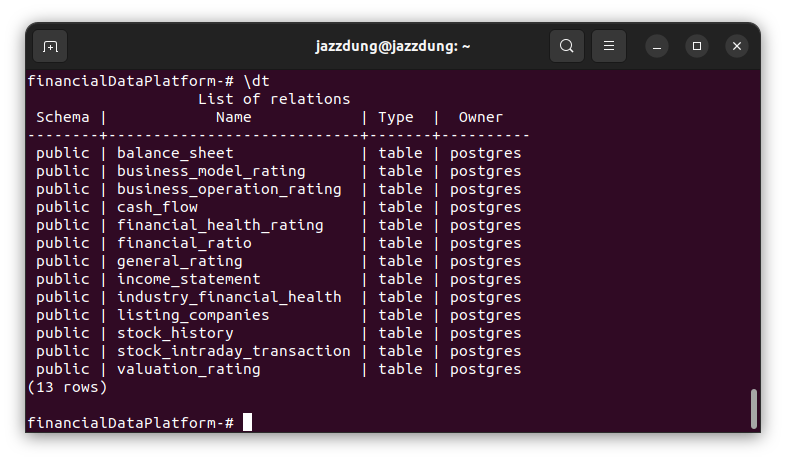 jazzdung@jazzdung: ~
financialDataPlatform-# \dt
                   List of relations
 Schema |            Name            | Type  |  Owner
--------+----------------------------+-------+----------
 public | balance_sheet              | table | postgres
 public | business_model_rating      | table | postgres
 public | business_operation_rating  | table | postgres
 public | cash_flow                  | table | postgres
 public | financial_health_rating    | table | postgres
 public | financial_ratio            | table | postgres
 public | general_rating             | table | postgres
 public | income_statement           | table | postgres
 public | industry_financial_health  | table | postgres
 public | listing_companies          | table | postgres
 public | stock_history              | table | postgres
 public | stock_intraday_transaction | table | postgres
 public | valuation_rating           | table | postgres
(13 rows)
financialDataPlatform-#